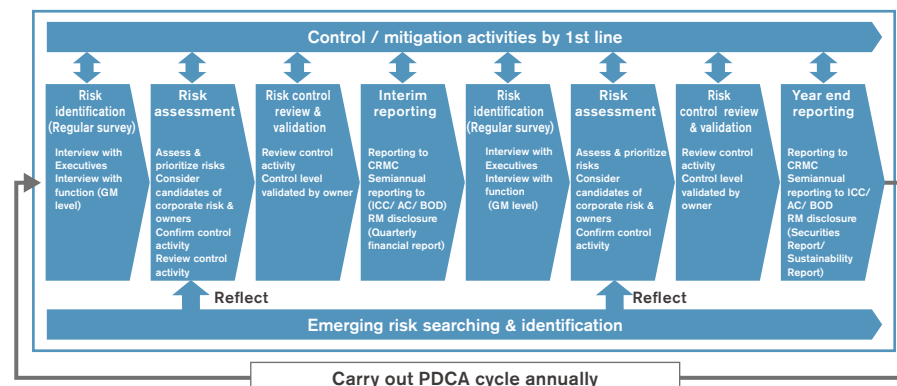 Control / mitigation activities by 1st line
Risk
identification
(Regular survey)
Interview with
Executives
Interview with
function (GM
level)
Risk
assessment
Assess &
prioritize risks
Consider
candidates of
corporate risk &
owners
Confirm control
activity
Review control
activity
Risk control
review &
validation
Review control
activity
Control level
validated by owner
Interim
reporting
Reporting to
CRMC
Semiannual
reporting to
(ICC/ AC/ BOD)
RM disclosure
(Quarterly
financial report)
Risk
identification
(Regular survey)
Interview with
Executives
Interview with
function
(GM level)
Risk
assessment
Assess & prioritize
risks
Consider
candidates of
corporate risk &
owners
Confirm control
activity
Risk
control review
& validation
Review control
activity
Control level
validated by
owner
Year end
reporting
Reporting to
CRMC
Semiannual
reporting to ICC/
AC/ BOD
RM disclosure
(Securities
Report/
Sustainability
Report)
Reflect
Reflect
Emerging risk searching & identification
Carry out PDCA cycle annually